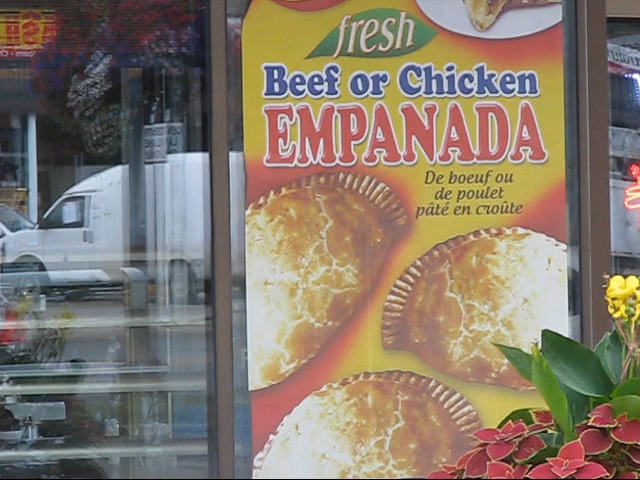 fresh
Beef or Chicken
EMPANADA
De boeuf ou
de poulet
pâté en croûte